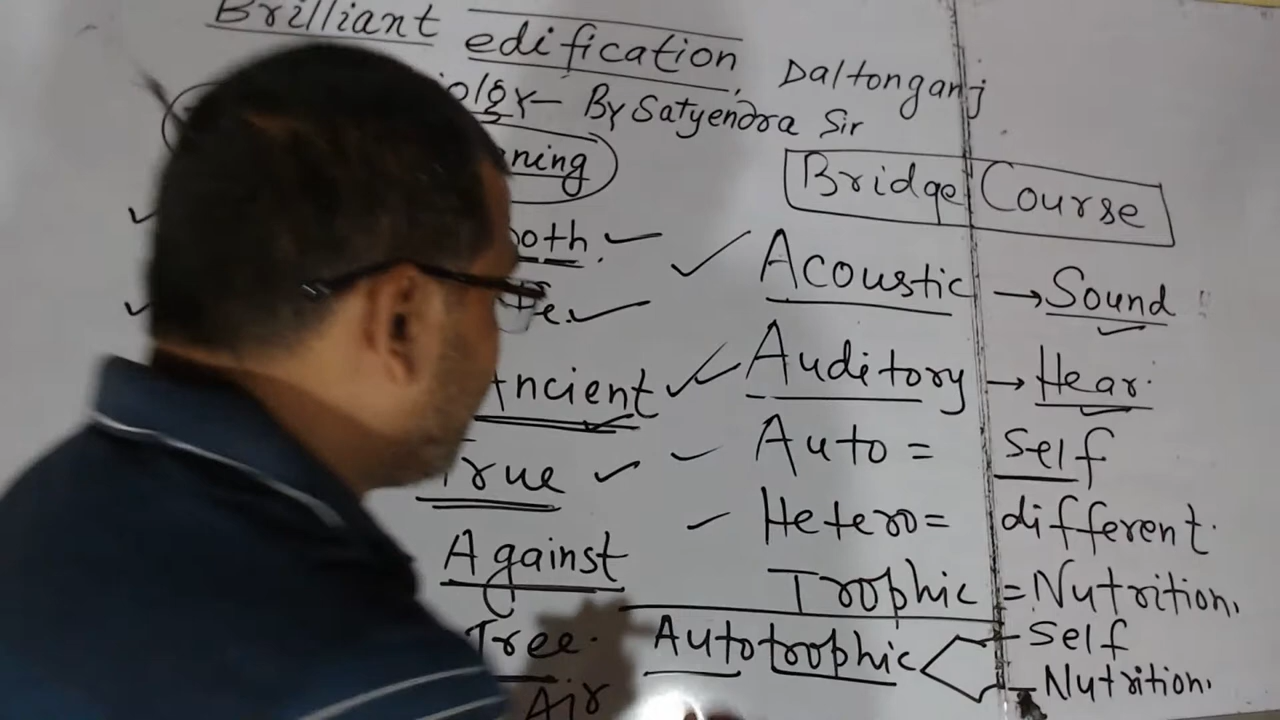 Brilliant edification, Daltonganj
By Satyendra Sir
Bridge Course
Acoustic → Sound
Ancient
Auditory → Hear.
True
Auto = Self
Hetero = different.
Against
Trophic = Nutrition.
Tree. Autotrophic Self
Nutrition.
Air